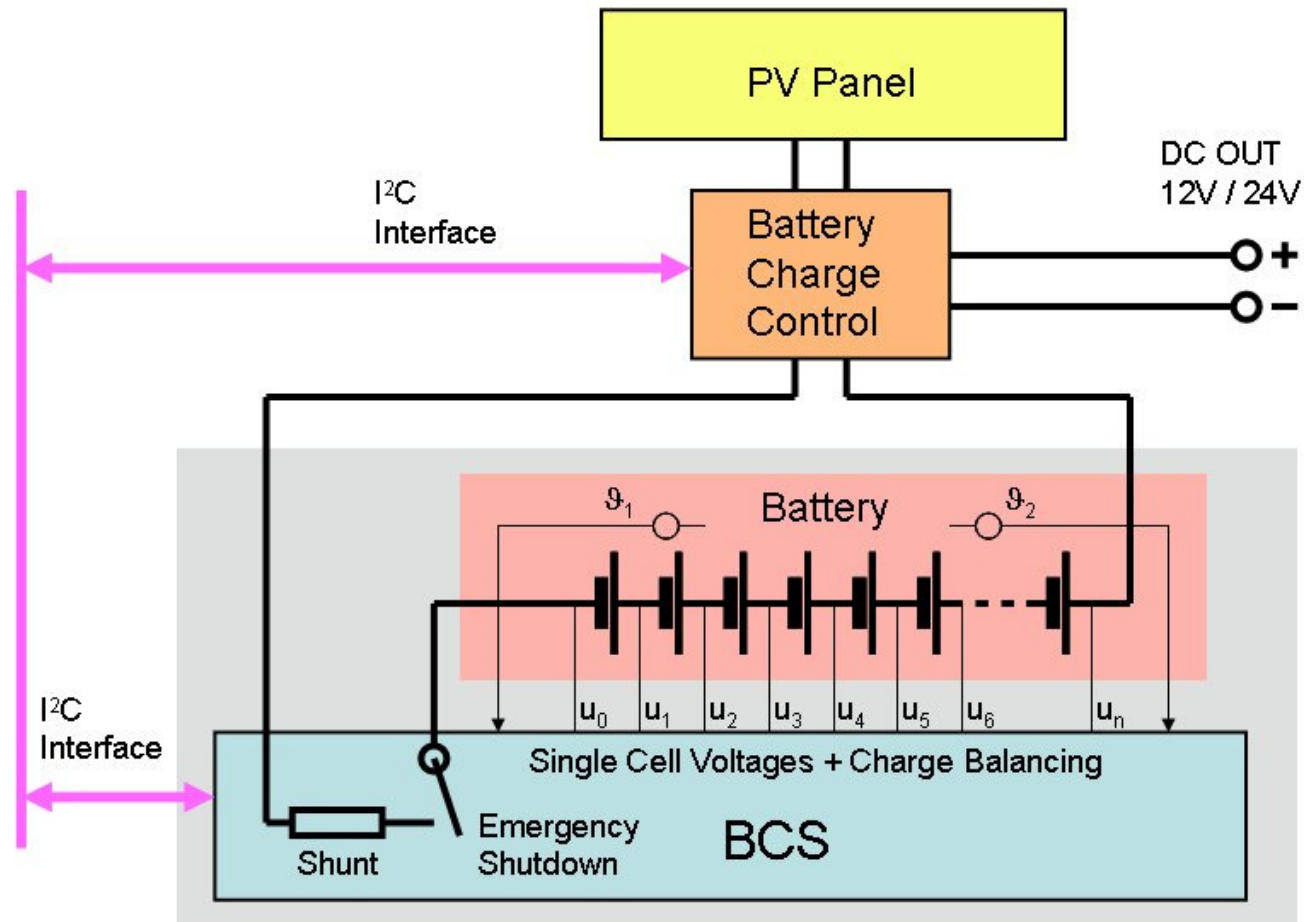 PV Panel
DC OUT
12V / 24V
I²C
Interface
Battery
Charge
Control
+
−
ϑ₁
Battery
ϑ₂
I²C
Interface
u₀
u₁
u₂
u₃
u₄
u₅
u₆
uₙ
Single Cell Voltages + Charge Balancing
Emergency
Shutdown
BCS
Shunt